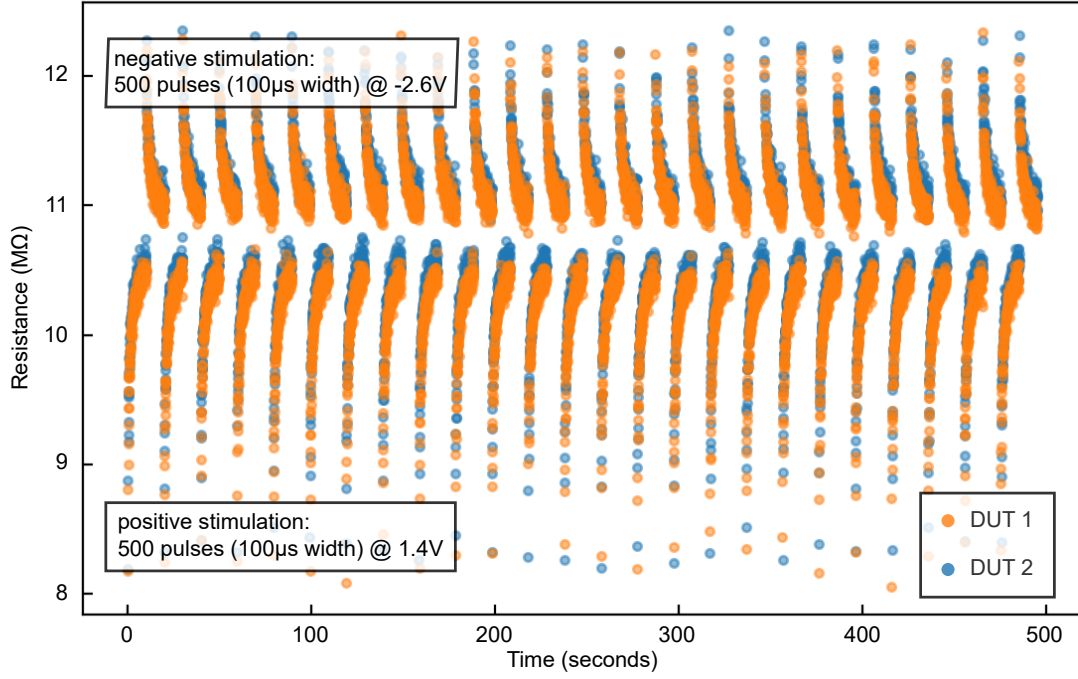 negative stimulation:
500 pulses (100μs width) @ -2.6V
12
11
10
9
8
Resistance (MΩ)
positive stimulation:
500 pulses (100μs width) @ 1.4V
DUT 1
DUT 2
0
100
200
300
400
500
Time (seconds)